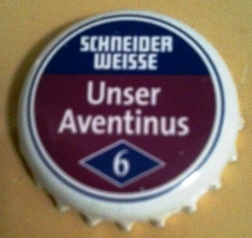 SCHNEIDER
WEISSE
Unser
Aventinus
6